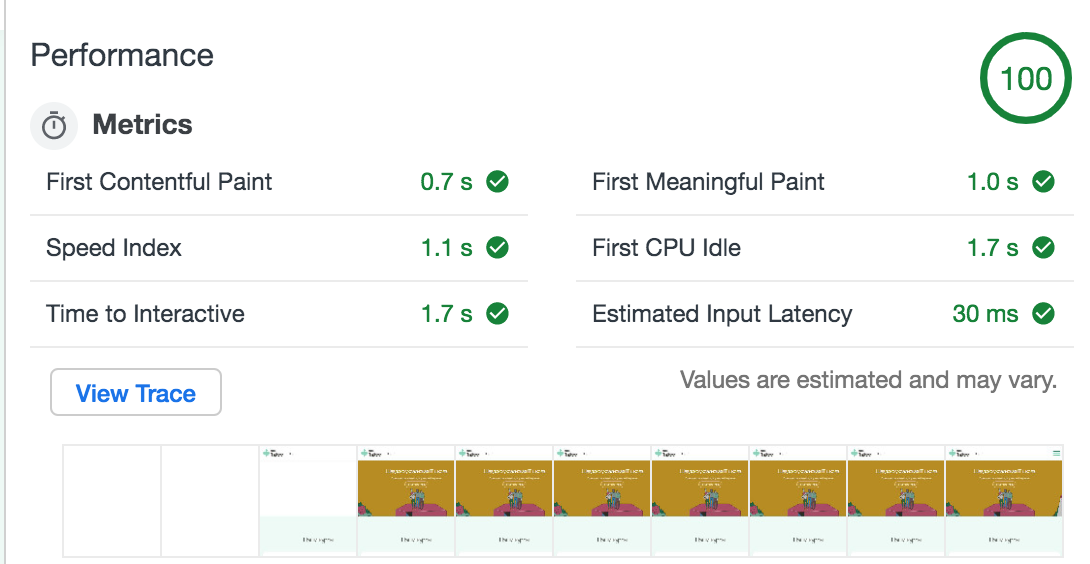 Performance
100
Metrics
First Contentful Paint 0.7 s
First Meaningful Paint 1.0 s
Speed Index 1.1 s
First CPU Idle 1.7 s
Time to Interactive 1.7 s
Estimated Input Latency 30 ms
View Trace
Values are estimated and may vary.